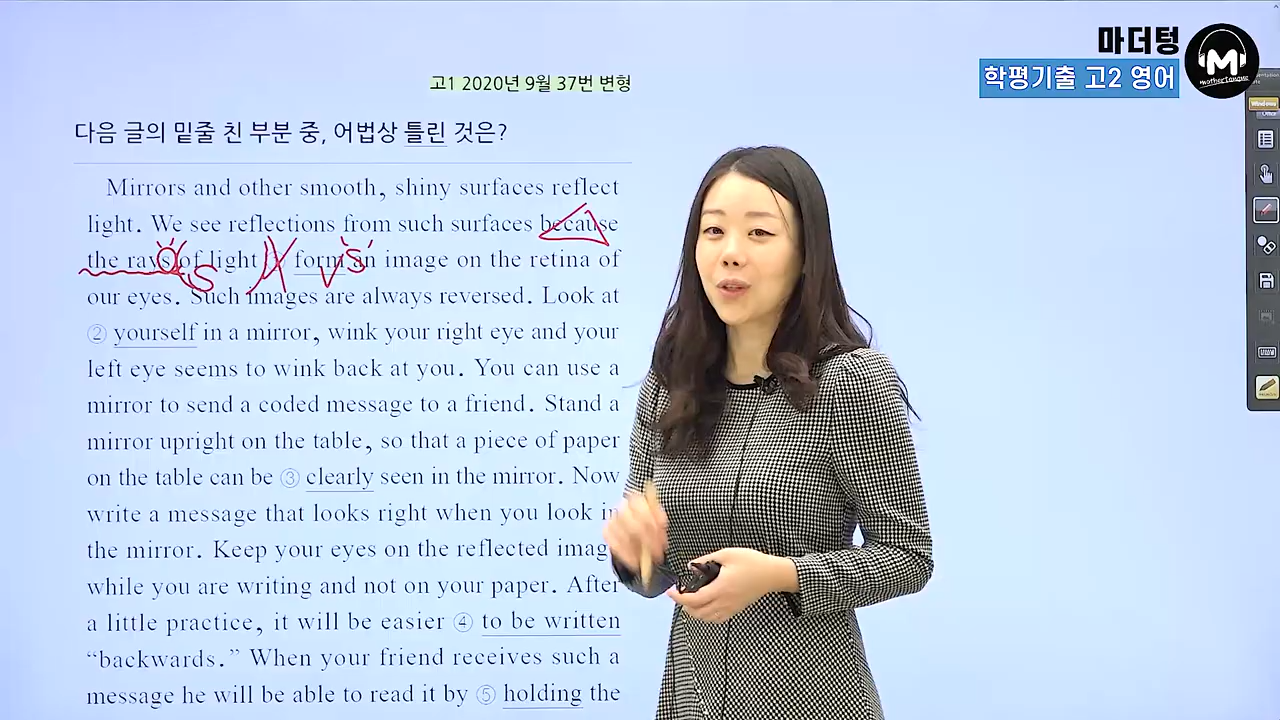 마더텅
학평기출 고2 영어
M
mothertongue
고1 2020년 9월 37번 변형
다음 글의 밑줄 친 부분 중, 어법상 틀린 것은?
Mirrors and other smooth, shiny surfaces reflect
light. We see reflections from such surfaces because
the rays of light form an image on the retina of
our eyes. Such images are always reversed. Look at
② yourself in a mirror, wink your right eye and your
left eye seems to wink back at you. You can use a
mirror to send a coded message to a friend. Stand a
mirror upright on the table, so that a piece of paper
on the table can be ③ clearly seen in the mirror. Now
write a message that looks right when you look in
the mirror. Keep your eyes on the reflected image
while you are writing and not on your paper. After
a little practice, it will be easier ④ to be written
“backwards.” When your friend receives such a
message he will be able to read it by ⑤ holding the
S
V
S